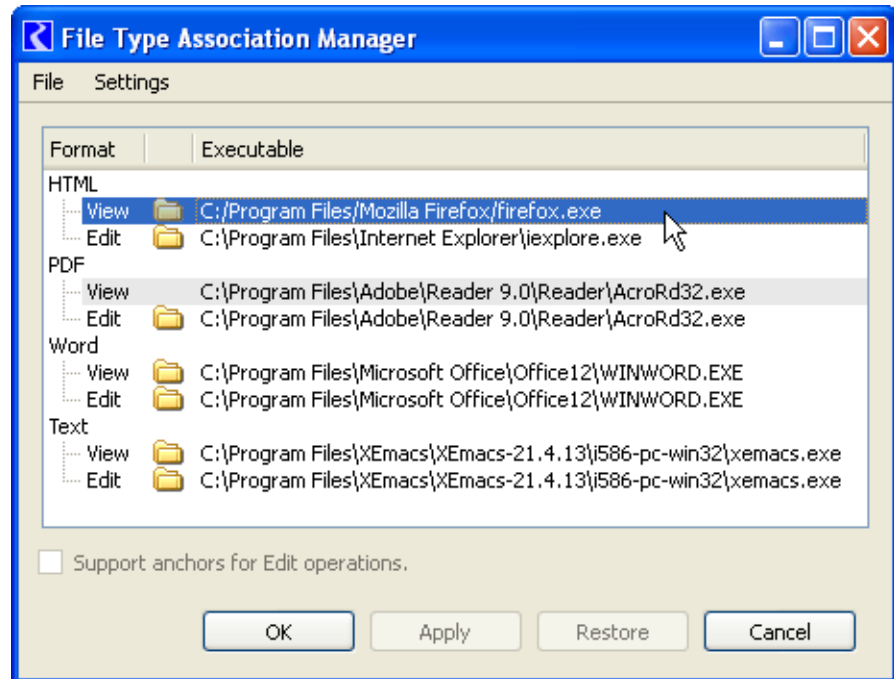 File Type Association Manager
File Settings
Format Executable
HTML
View C:/Program Files/Mozilla Firefox/firefox.exe
Edit C:\Program Files\Internet Explorer\iexplore.exe
PDF
View C:\Program Files\Adobe\Reader 9.0\Reader\AcroRd32.exe
Edit C:\Program Files\Adobe\Reader 9.0\Reader\AcroRd32.exe
Word
View C:\Program Files\Microsoft Office\Office12\WINWORD.EXE
Edit C:\Program Files\Microsoft Office\Office12\WINWORD.EXE
Text
View C:\Program Files\XEmacs\XEmacs-21.4.13\i586-pc-win32\xemacs.exe
Edit C:\Program Files\XEmacs\XEmacs-21.4.13\i586-pc-win32\xemacs.exe
Support anchors for Edit operations.
OK Apply Restore Cancel